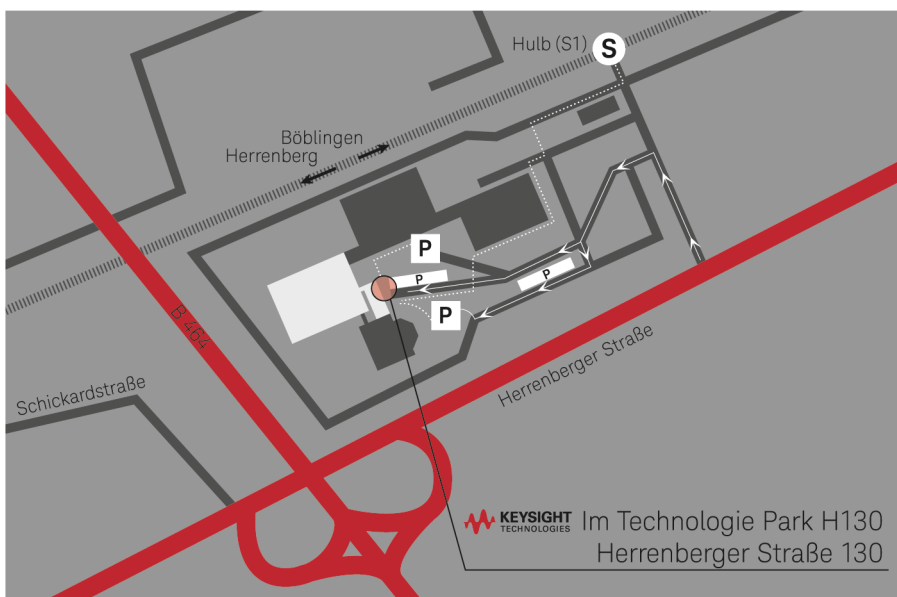 Hulb (S1)
S
Böblingen
Herrenberg
P
P
P
P
B 464
Herrenberger Straße
Schickardstraße
KEYSIGHT
TECHNOLOGIES
Im Technologie Park H130
Herrenberger Straße 130